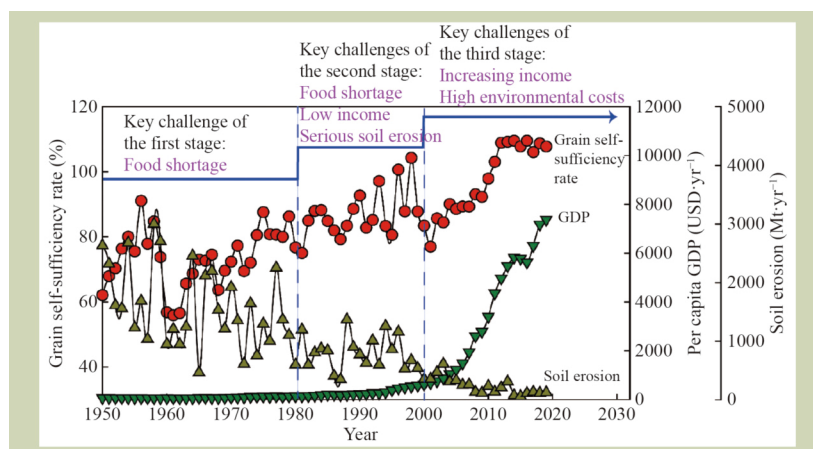 Key challenges of
the third stage:
Increasing income
High environmental costs
Key challenges of
the second stage:
Food shortage
Low income
Serious soil erosion
Key challenge of
the first stage:
Food shortage
Grain self-
sufficiency
rate
GDP
Soil erosion
Grain self-sufficiency rate (%)
120
100
80
60
40
12000
10000
8000
6000
4000
2000
0
Per capita GDP (USD·yr⁻¹)
5000
4000
3000
2000
1000
0
Soil erosion (Mt·yr⁻¹)
1950 1960 1970 1980 1990 2000 2010 2020 2030
Year